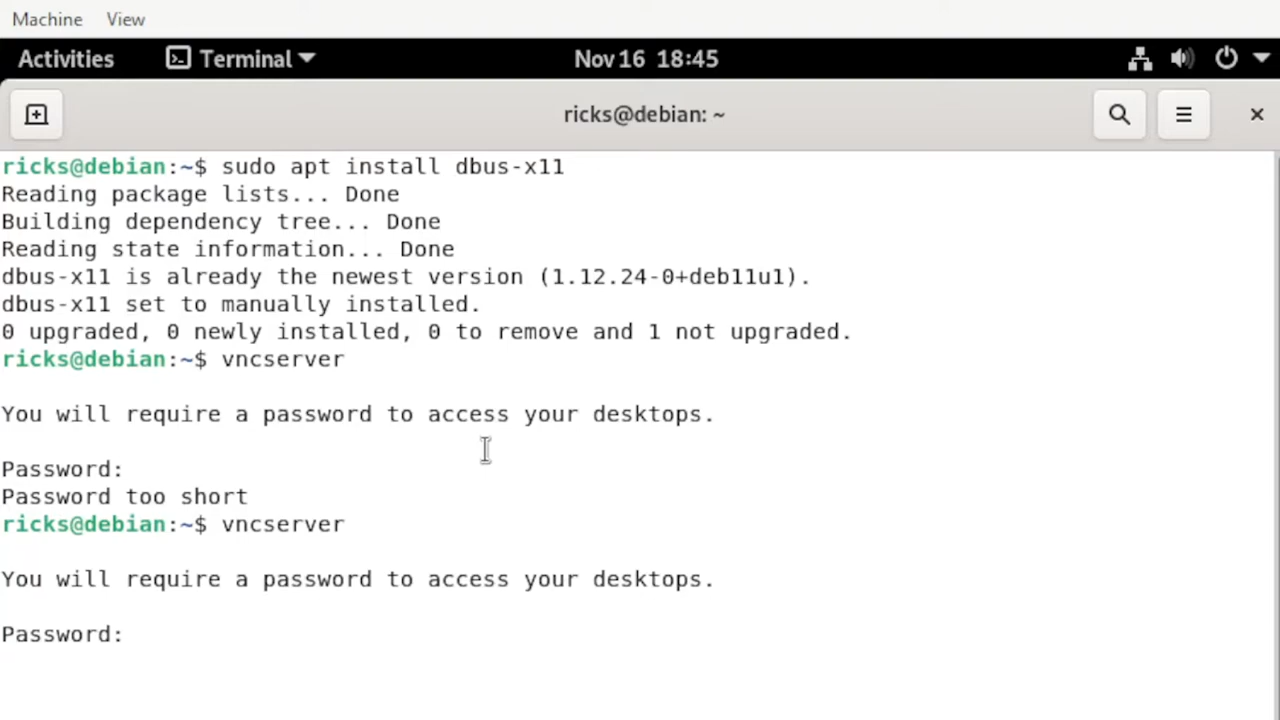 Machine View
Activities Terminal Nov 16 18:45
ricks@debian: ~
ricks@debian:~$ sudo apt install dbus-x11
Reading package lists... Done
Building dependency tree... Done
Reading state information... Done
dbus-x11 is already the newest version (1.12.24-0+deb11u1).
dbus-x11 set to manually installed.
0 upgraded, 0 newly installed, 0 to remove and 1 not upgraded.
ricks@debian:~$ vncserver
You will require a password to access your desktops.
Password:
Password too short
ricks@debian:~$ vncserver
You will require a password to access your desktops.
Password: